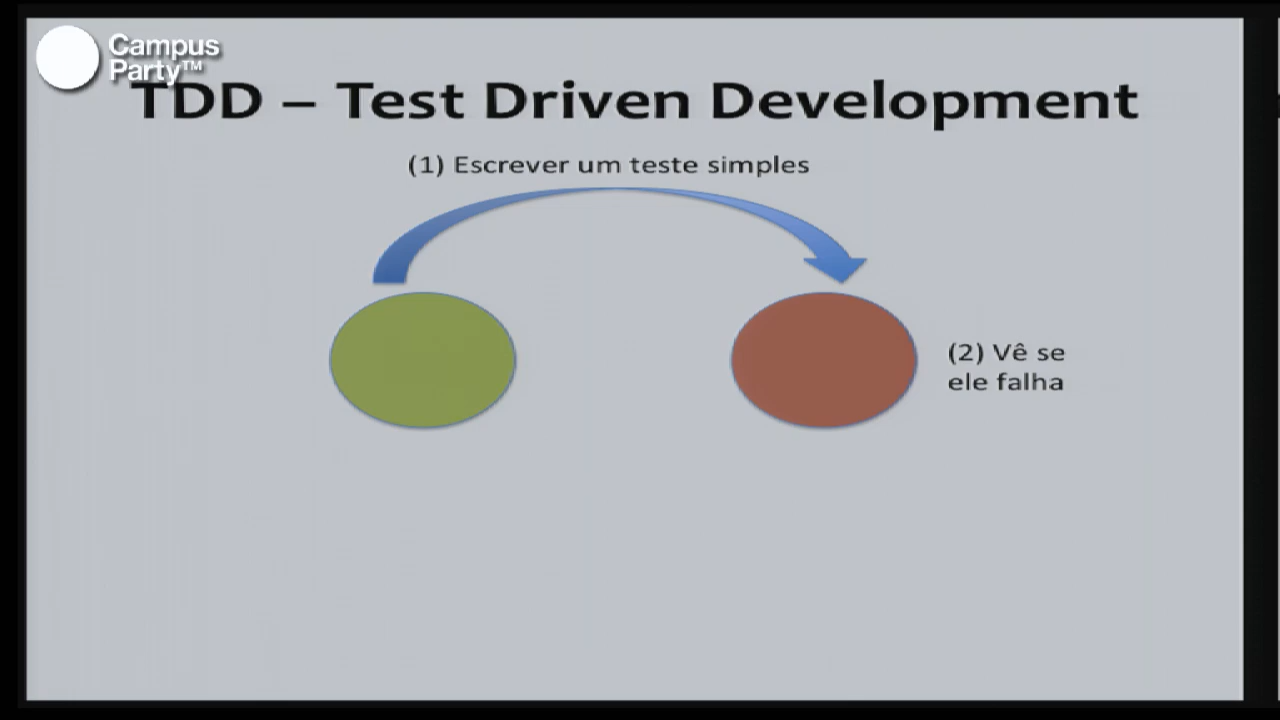 Campus
Party™
TDD – Test Driven Development
(1) Escrever um teste simples
(2) Vê se
ele falha